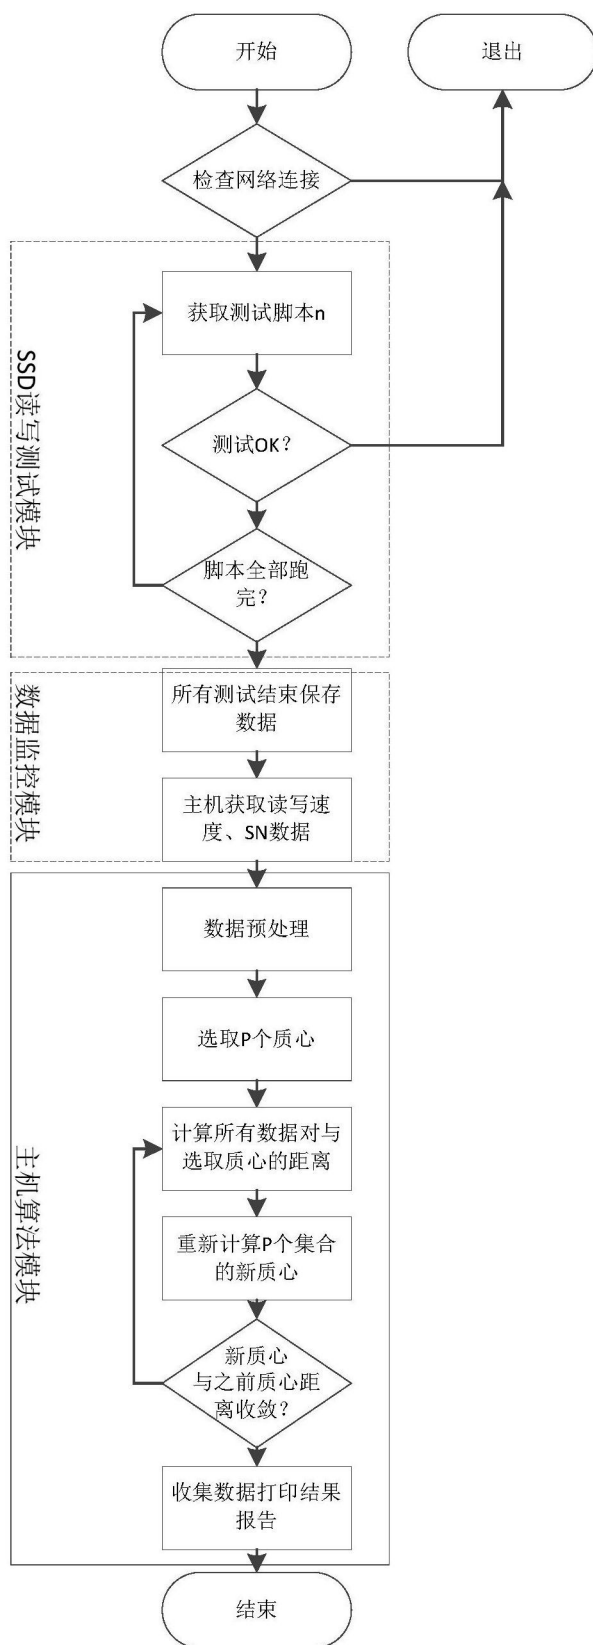 开始
退出
检查网络连接
SSD读写测试模块
获取测试脚本n
测试OK？
脚本全部跑
完？
数据监控模块
所有测试结束保存
数据
主机获取读写速
度、SN数据
主机算法模块
数据预处理
选取P个质心
计算所有数据对与
选取质心的距离
重新计算P个集合
的新质心
新质心
与之前质心距
离收敛？
收集数据打印结果
报告
结束